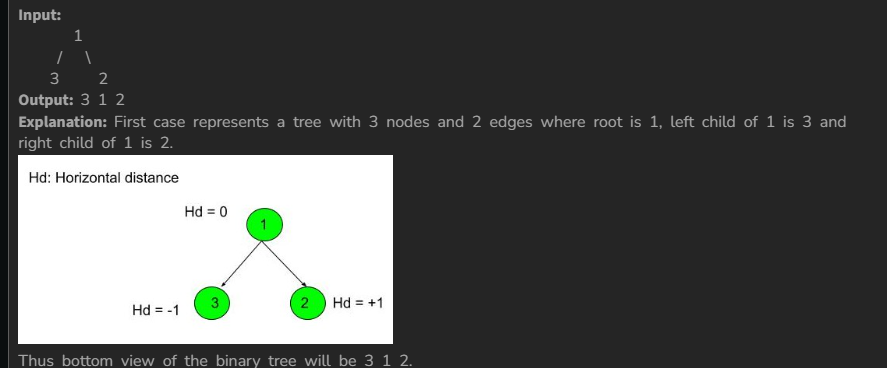 Input:
1
/ \
3 2
Output: 3 1 2
Explanation: First case represents a tree with 3 nodes and 2 edges where root is 1, left child of 1 is 3 and
right child of 1 is 2.
Hd: Horizontal distance
Hd = 0
1
Hd = -1 3 2 Hd = +1
Thus bottom view of the binary tree will be 3 1 2.